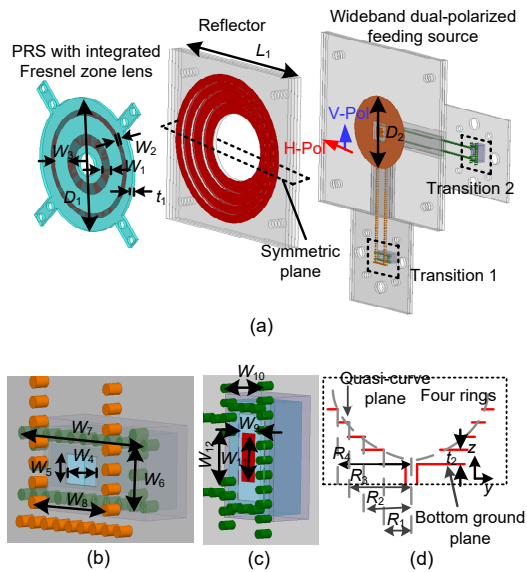 Reflector
Wideband dual-polarized
feeding source
PRS with integrated
Fresnel zone lens
L1
V-Pol
H-Pol
D2
W2
W3
W1
D1
t1
Transition 2
Symmetric
plane
Transition 1
(a)
W10
W7
W4
W5
W6
W8
W9
W12
Quasi-curve
plane
Four rings
z
t2
y
R4
R3
R2
R1
Bottom ground
plane
(b)
(c)
(d)